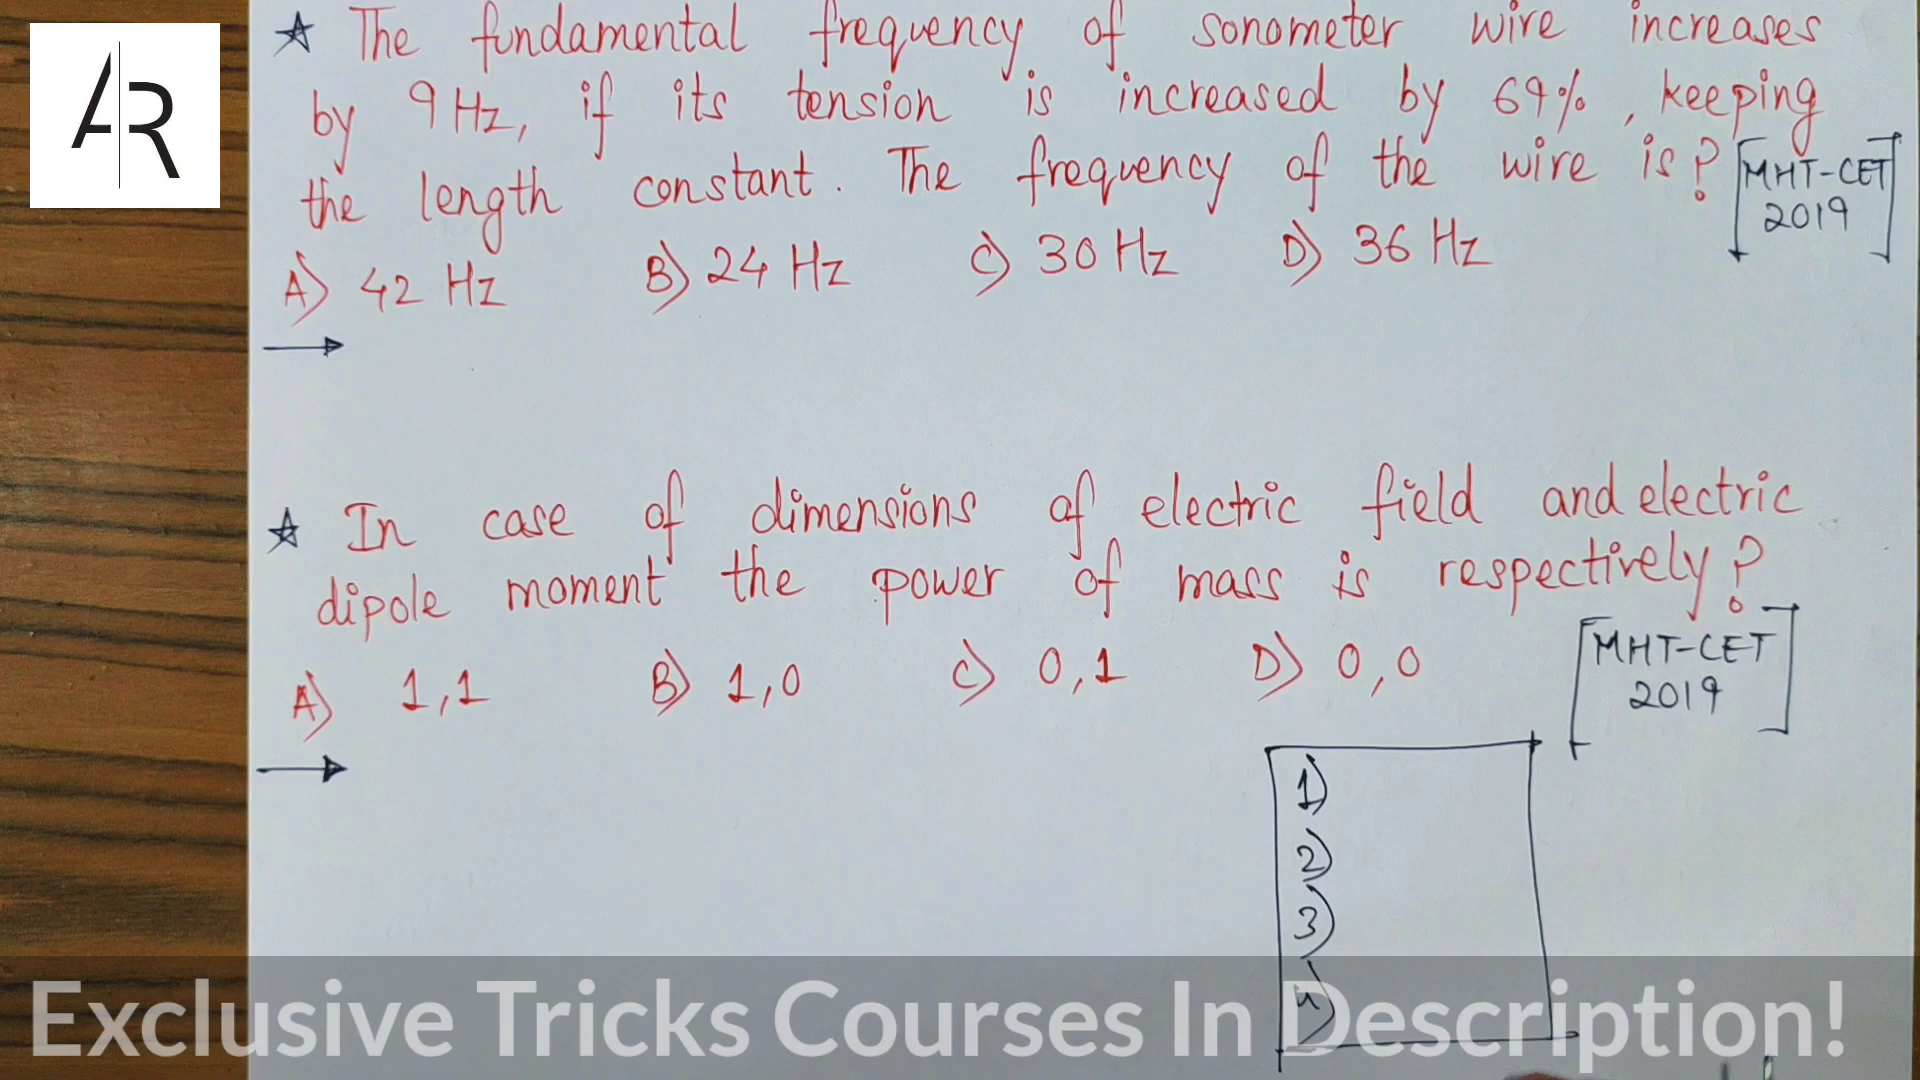 AR
☆ The fundamental frequency of sonometer wire increases
by 9 Hz, if its tension is increased by 69%, keeping
the length constant. The frequency of the wire is?
[MHT-CET
2019]
A) 42 Hz B) 24 Hz C) 30 Hz D) 36 Hz
☆ In case of dimensions of electric field and electric
dipole moment the power of mass is respectively?
[MHT-CET
2019]
A) 1,1 B) 1,0 C) 0,1 D) 0,0
1)
2)
3)
4)
Exclusive Tricks Courses In Description!